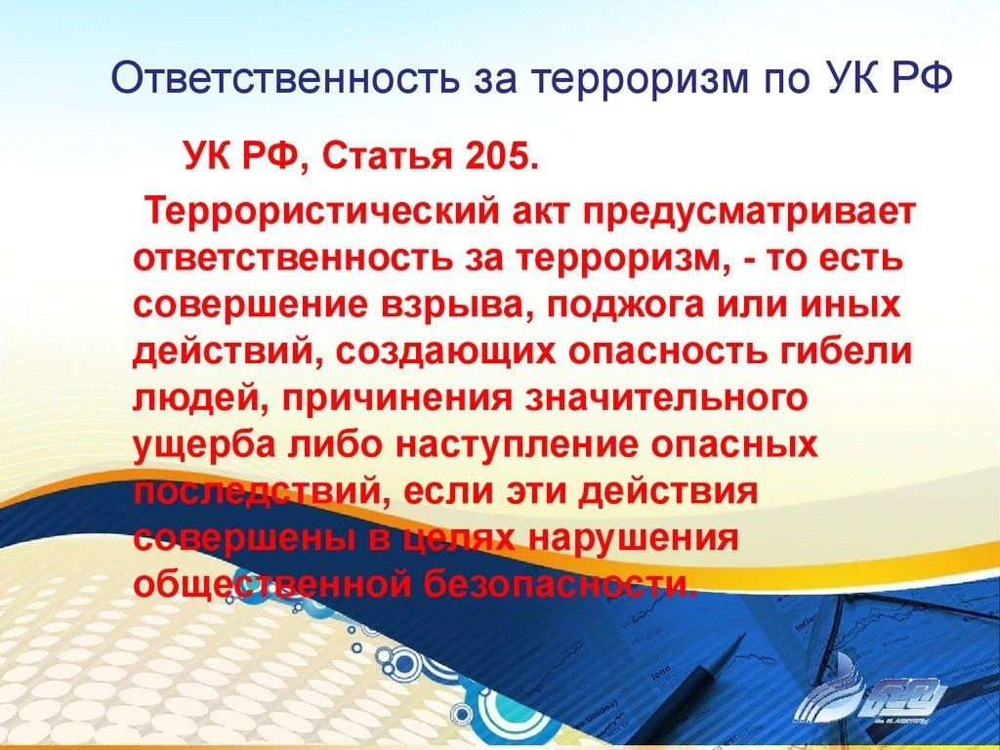 Ответственность за терроризм по УК РФ
УК РФ, Статья 205.
Террористический акт предусматривает
ответственность за терроризм, - то есть
совершение взрыва, поджога или иных
действий, создающих опасность гибели
людей, причинения значительного
ущерба либо наступление опасных
последствий, если эти действия
совершены в целях нарушения
общественной безопасности.